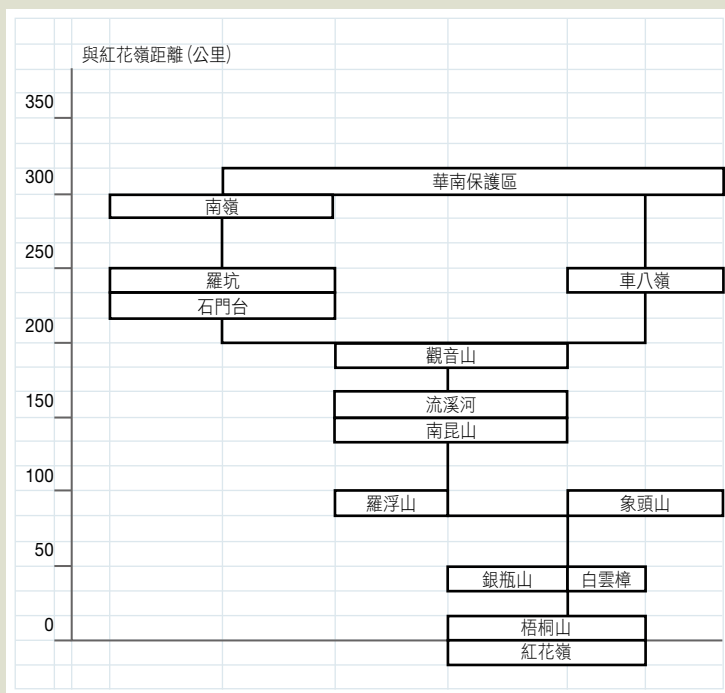 與紅花嶺距離 (公里)
350
300
華南保護區
南嶺
250
羅坑
車八嶺
石門台
200
觀音山
150
流溪河
南昆山
100
羅浮山
象頭山
50
銀瓶山
白雲樟
0
梧桐山
紅花嶺